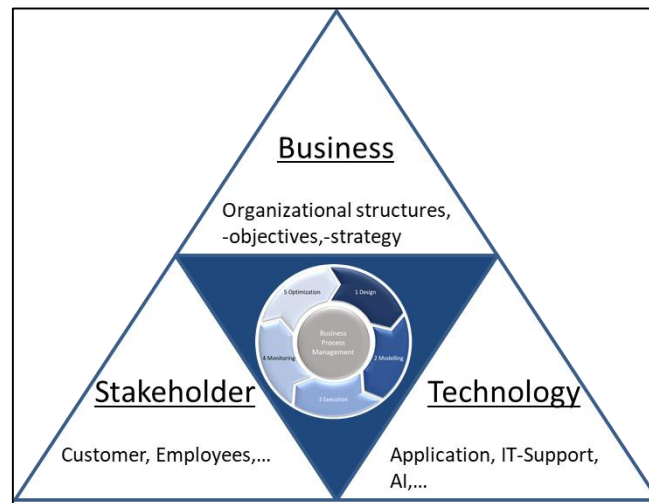 Business
Organizational structures,
-objectives,-strategy
5 Optimization
1 Design
Business
Process
Management
4 Monitoring
2 Modelling
3 Execution
Stakeholder
Customer, Employees,...
Technology
Application, IT-Support,
AI,...